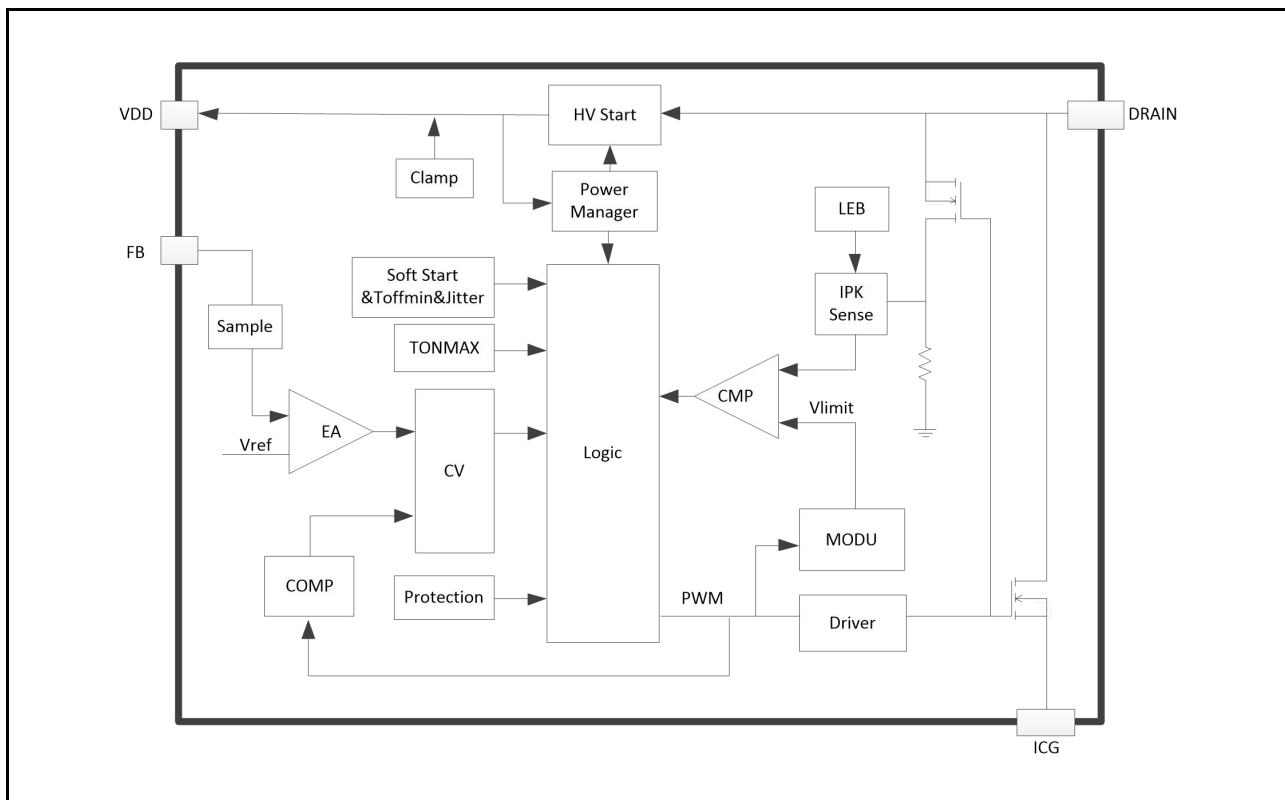 VDD
HV Start
DRAIN
Clamp
Power
Manager
LEB
FB
Soft Start
&Toffmin&Jitter
IPK
Sense
Sample
TONMAX
CMP
Vlimit
EA
Vref
CV
Logic
MODU
COMP
Protection
PWM
Driver
ICG